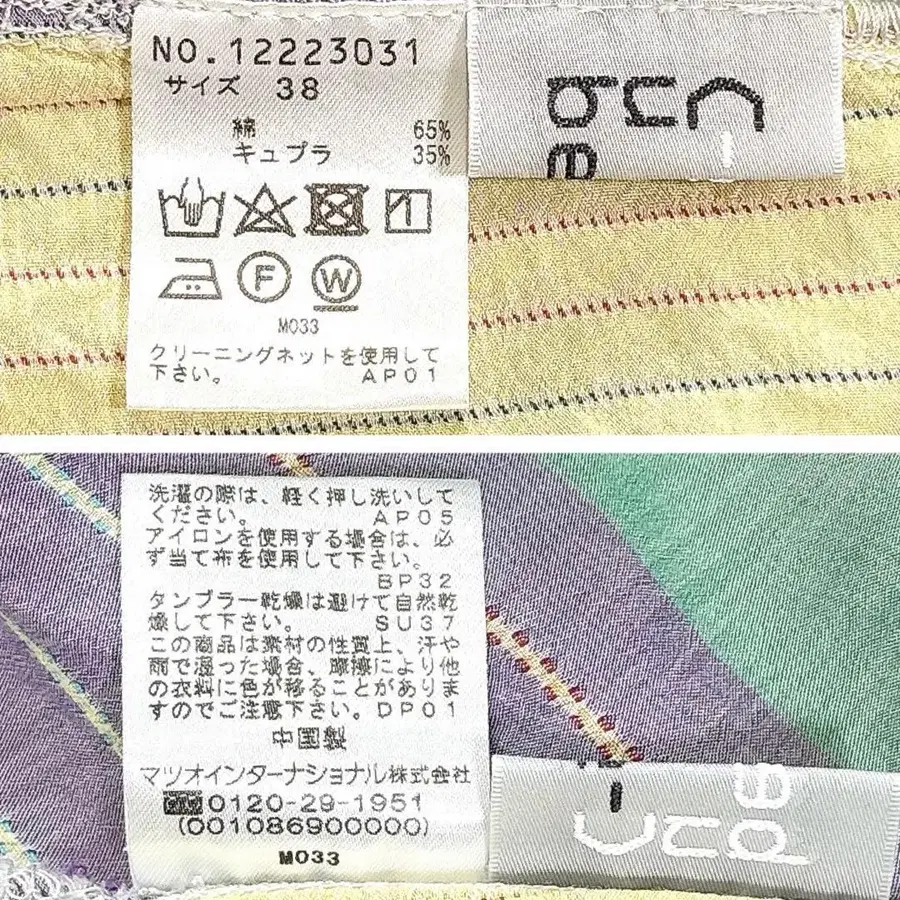 NO.12223031
サイズ 38
綿 65%
キュプラ 35%
1
F
W
M033
クリーニングネットを使用して
下さい。 AP01
洗濯の際は、軽く押し洗いして
ください。 AP05
アイロンを使用する場合は、必
ず当て布を使用して下さい。
BP32
タンブラー乾燥は避けて自然乾
燥して下さい。 SU37
この商品は素材の性質上、汗や
雨で湿った場合、摩擦により他
の衣料に色が移ることがありま
すのでご注意下さい。DP01
中国製
マツオインターナショナル株式会社
0120-29-1951
(001086900000)
M033